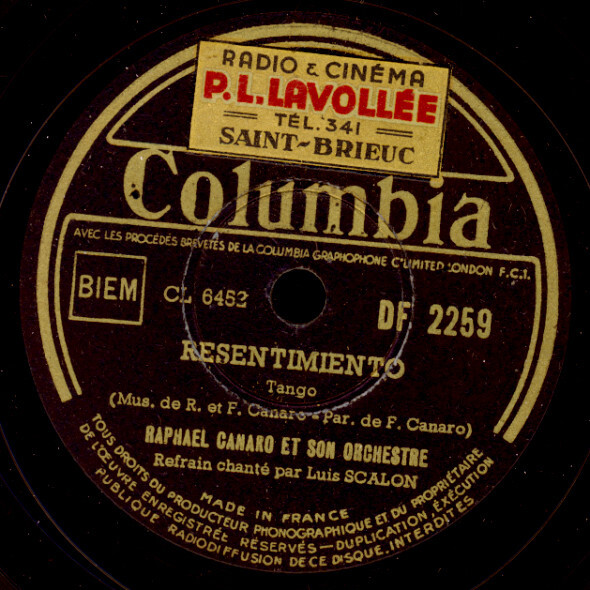 RADIO & CINÉMA
P.L.LAVOLLÉE
TÉL.341
SAINT-BRIEUC
Columbia
AVEC LES PROCÉDÉS BREVETÉS DE LA COLUMBIA GRAPHOPHONE C° LIMITED LONDON F.C.1.
BIEM
CL 6452
DF 2259
RESENTIMIENTO
Tango
(Mus. de R. et F. Canaro - Par. de F. Canaro)
RAPHAEL CANARO ET SON ORCHESTRE
Refrain chanté par Luis SCALON
MADE IN FRANCE
TOUS DROITS DU PRODUCTEUR PHONOGRAPHIQUE ET DU PROPRIÉTAIRE
DE L'ŒUVRE ENREGISTRÉE RÉSERVÉS—DUPLICATION, EXÉCUTION
PUBLIQUE RADIODIFFUSION DE CE DISQUE, INTERDITES